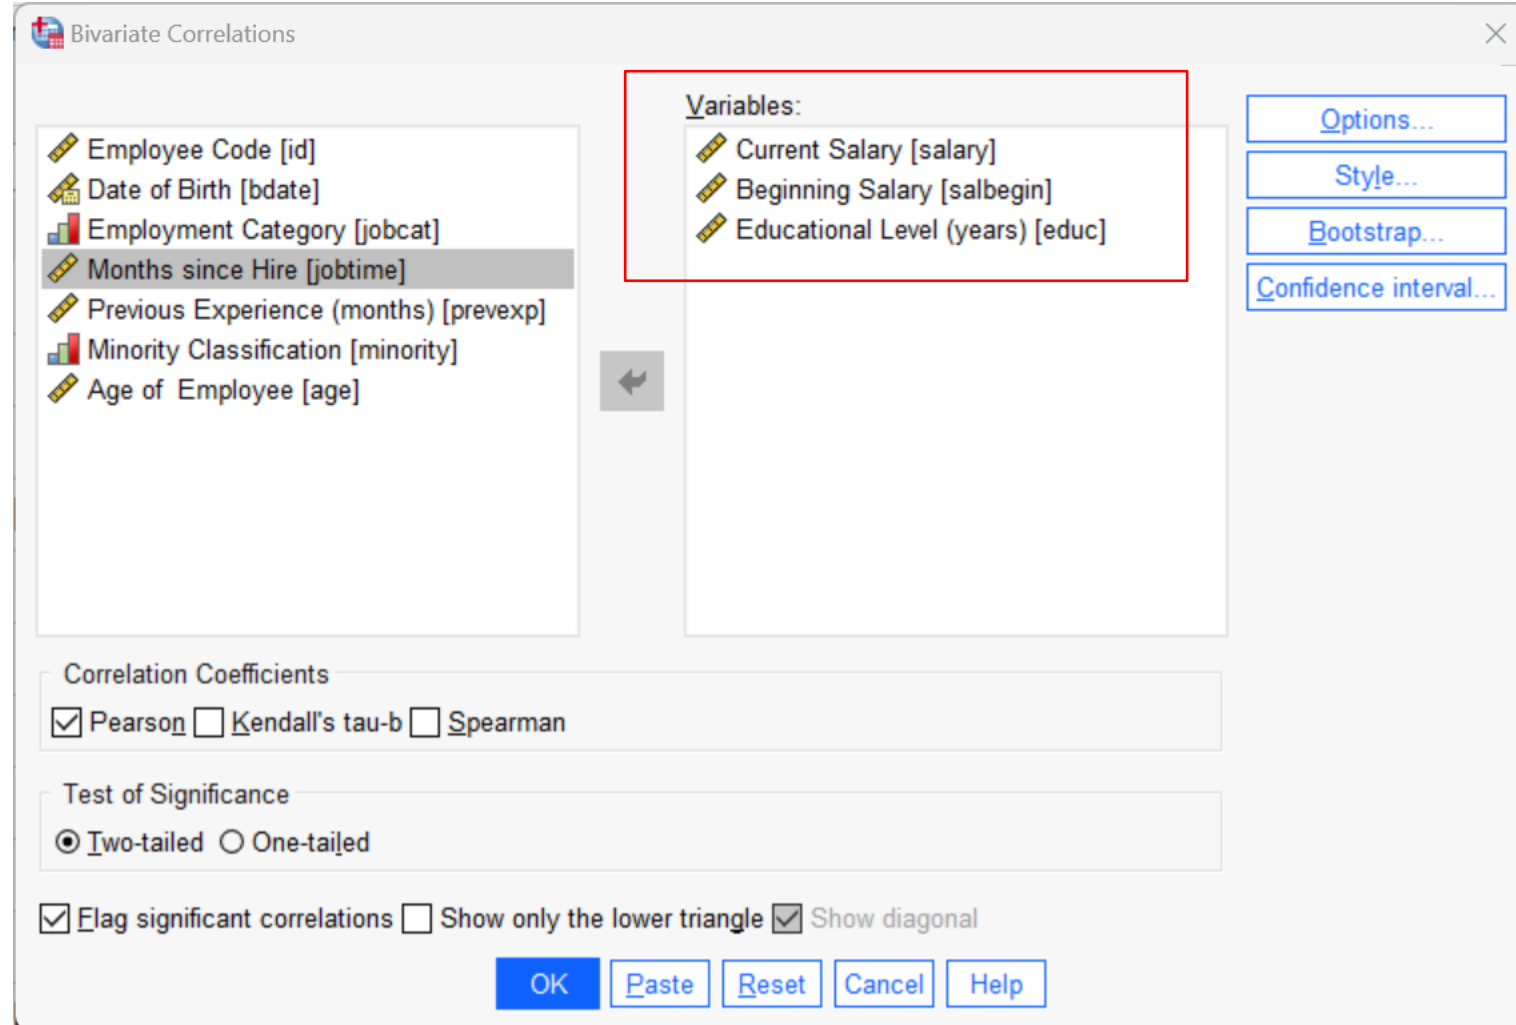 Bivariate Correlations
Variables:
Employee Code [id]
Date of Birth [bdate]
Employment Category [jobcat]
Months since Hire [jobtime]
Previous Experience (months) [prevexp]
Minority Classification [minority]
Age of  Employee [age]
Current Salary [salary]
Beginning Salary [salbegin]
Educational Level (years) [educ]
Options...
Style...
Bootstrap...
Confidence interval...
Correlation Coefficients
Pearson Kendall's tau-b Spearman
Test of Significance
Two-tailed One-tailed
Flag significant correlations Show only the lower triangle Show diagonal
OK Paste Reset Cancel Help